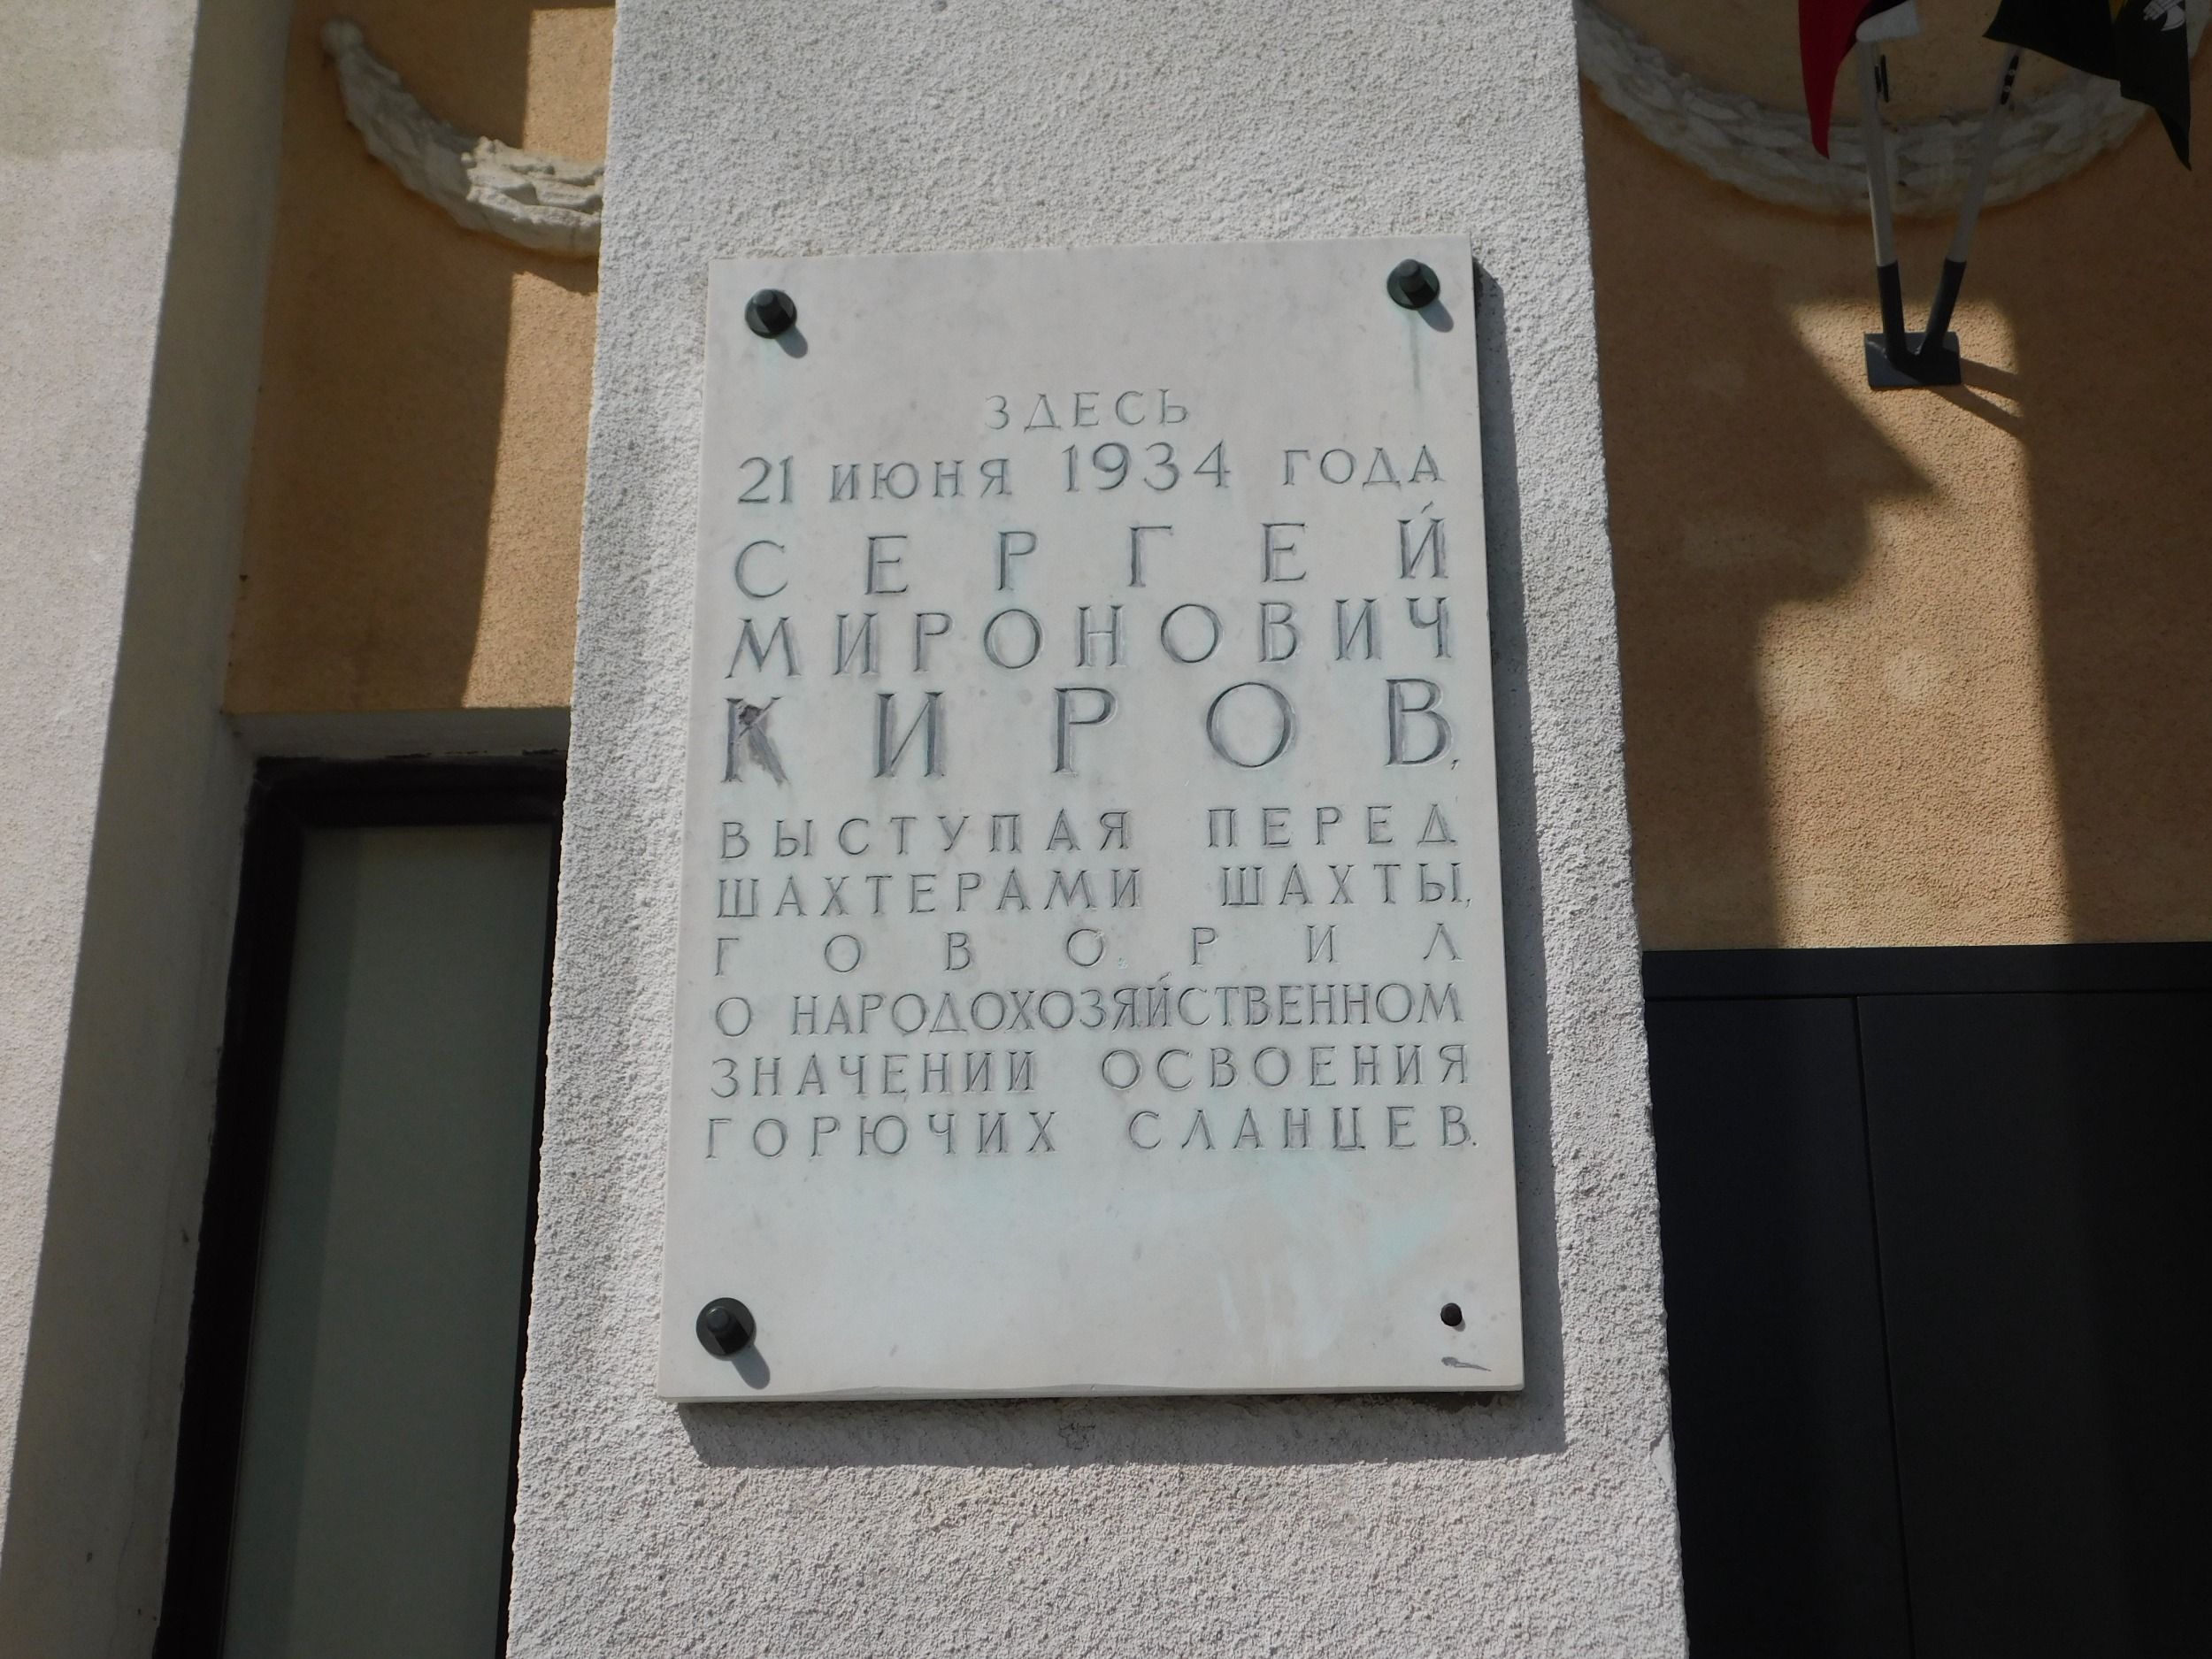 ЗДЕСЬ
21 ИЮНЯ 1934 ГОДА
СЕРГЕЙ
МИРОНОВИЧ
КИРОВ,
ВЫСТУПАЯ ПЕРЕД
ШАХТЕРАМИ ШАХТЫ,
ГОВОРИЛ
О НАРОДОХОЗЯЙСТВЕННОМ
ЗНАЧЕНИИ ОСВОЕНИЯ
ГОРЮЧИХ СЛАНЦЕВ.